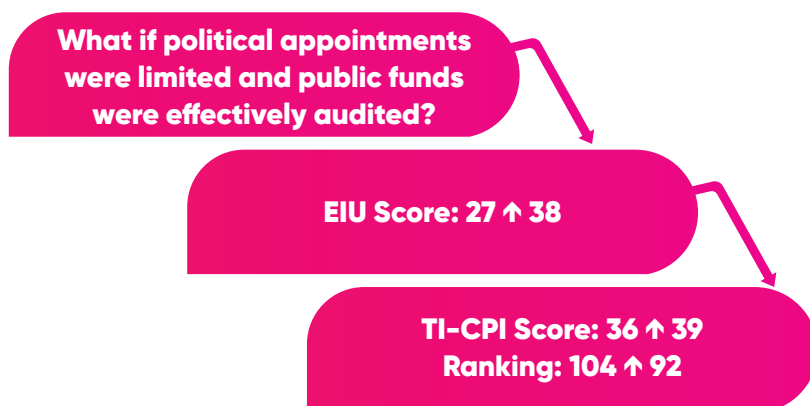 What if political appointments
were limited and public funds
were effectively audited?
EIU Score: 27 ↑ 38
TI-CPI Score: 36 ↑ 39
Ranking: 104 ↑ 92